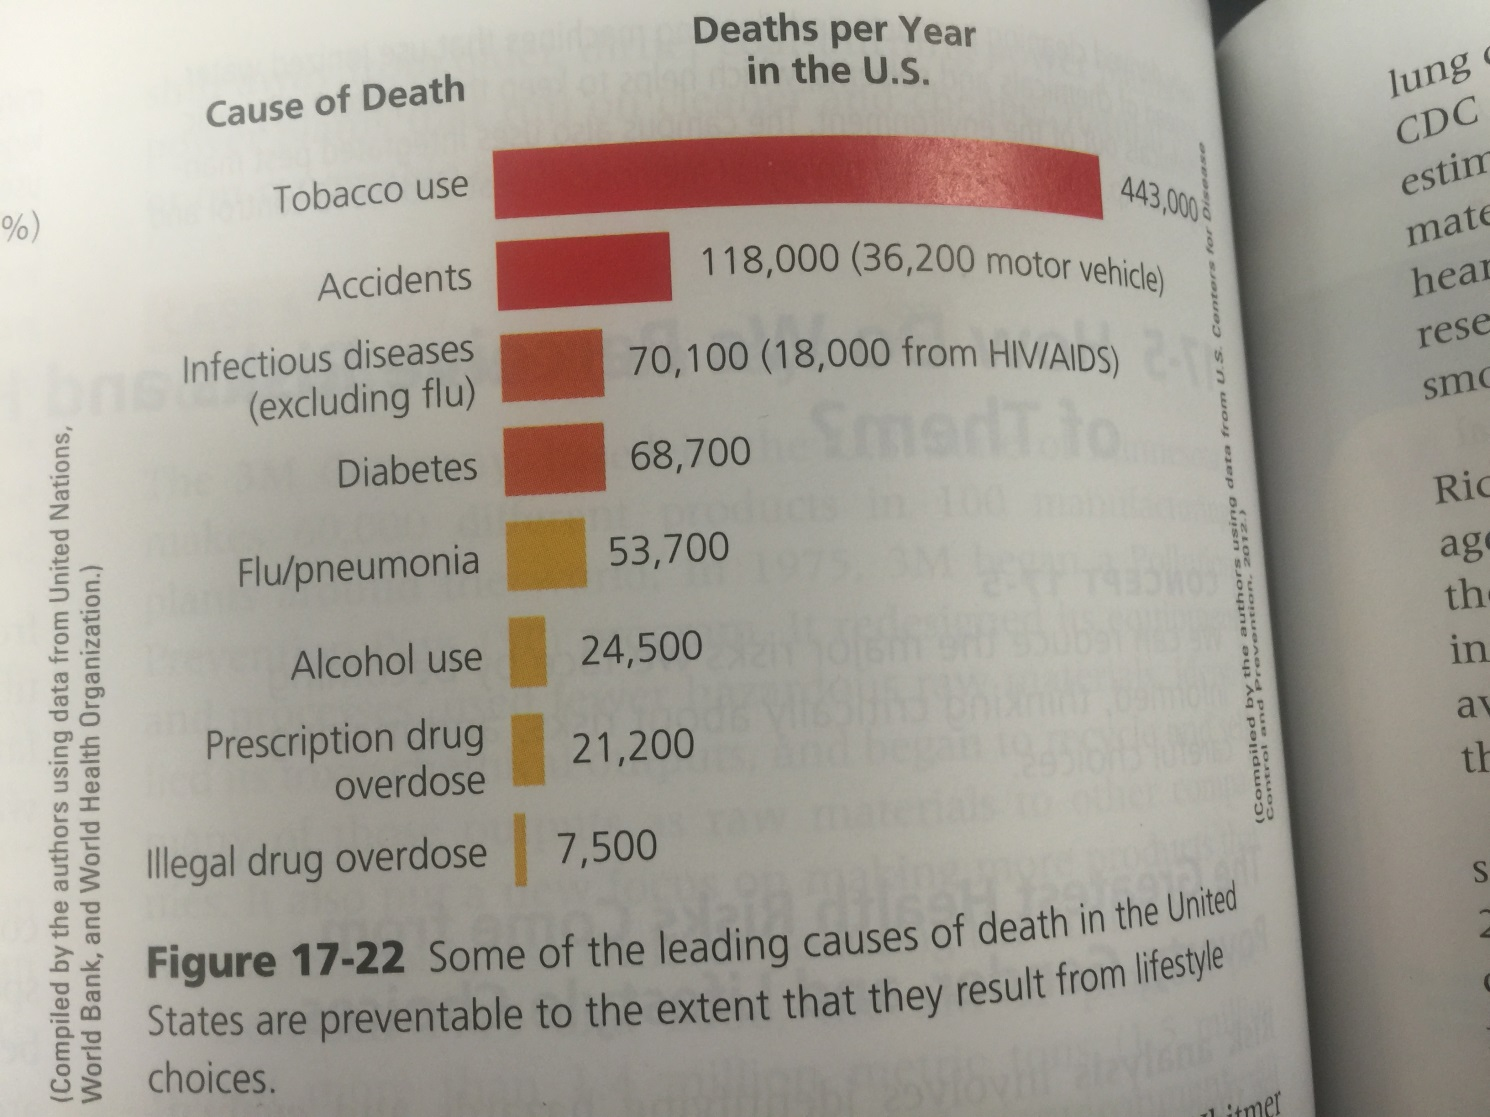 Deaths per Year
in the U.S.
Cause of Death
Tobacco use
443,000
Accidents
118,000 (36,200 motor vehicle)
Infectious diseases
(excluding flu)
70,100 (18,000 from HIV/AIDS)
Diabetes
68,700
Flu/pneumonia
53,700
Alcohol use
24,500
Prescription drug
overdose
21,200
Illegal drug overdose
7,500
Figure 17-22 Some of the leading causes of death in the United
States are preventable to the extent that they result from lifestyle
choices.
(Compiled by the authors using data from U.S. Centers for Disease
Control and Prevention, 2012.)
(Compiled by the authors using data from United Nations,
World Bank, and World Health Organization.)
%)
lung
CDC
estim
mate
hear
rese
smo
Ric
age
the
in
av
th